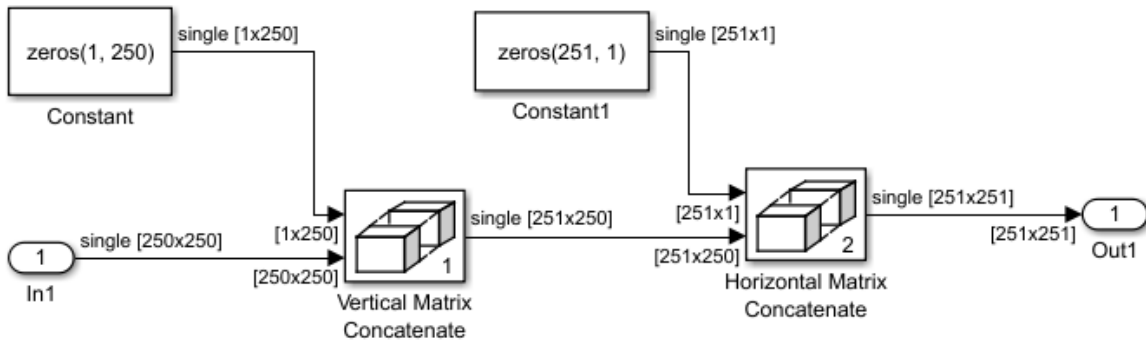 zeros(1, 250)
single [1x250]
Constant
zeros(251, 1)
single [251x1]
Constant1
1
single [250x250]
In1
[1x250]
[250x250]
1
Vertical Matrix
Concatenate
single [251x250]
[251x1]
[251x250]
2
Horizontal Matrix
Concatenate
single [251x251]
[251x251]
1
Out1